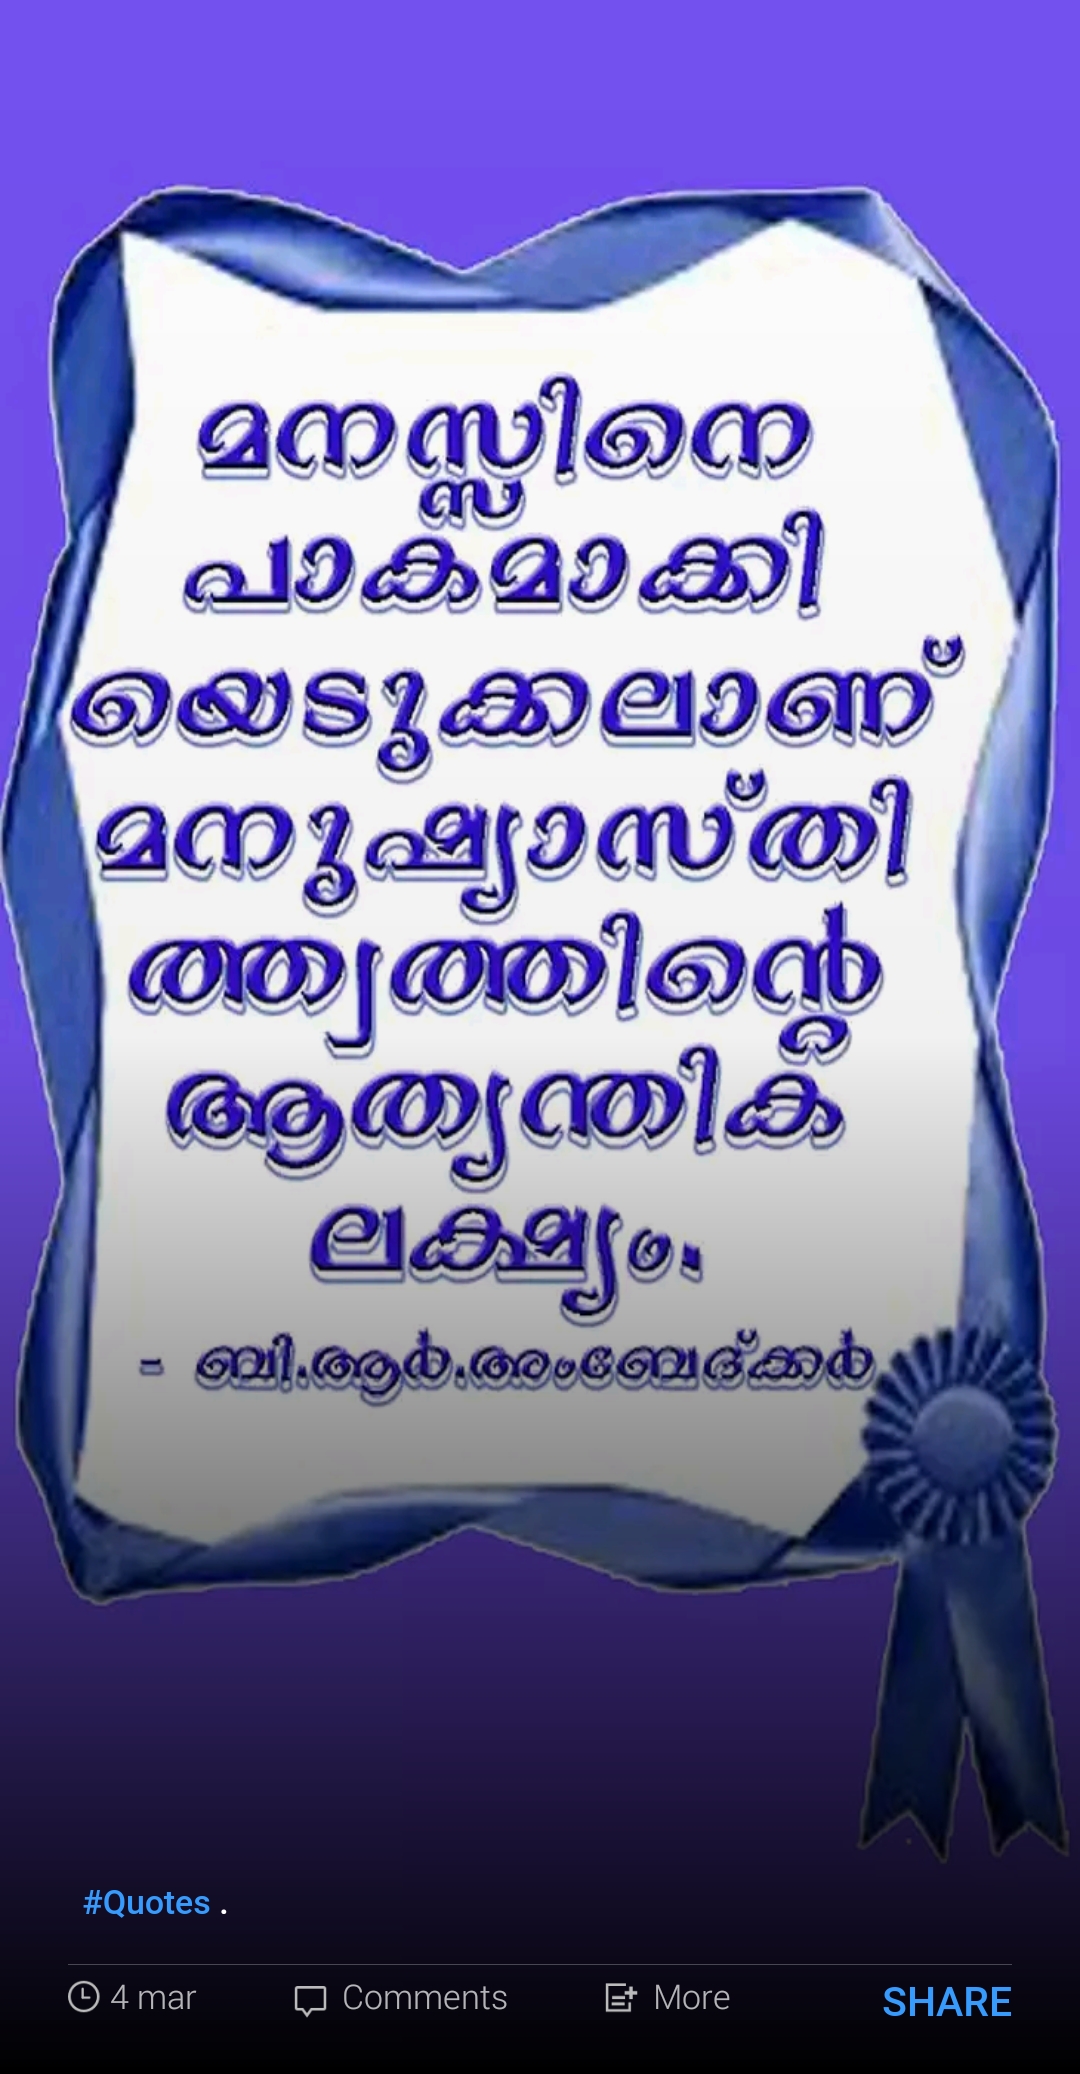 മനസ്സിനെ
പാകമാക്കി
യെടുക്കലാണ്
മനുഷ്യാസ്തി
ത്ത്വത്തിന്റെ
ആത്യന്തിക
ലക്ഷ്യം.
- ബി.ആർ.അംബേദ്ക്കർ
#Quotes .
4 mar Comments More SHARE